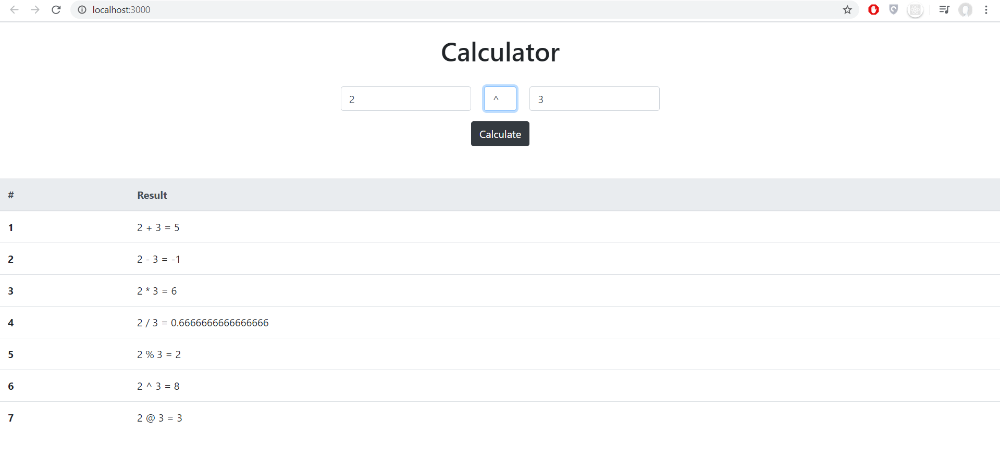 localhost:3000
Calculator
2 ^ 3
Calculate
# Result
1 2 + 3 = 5
2 2 - 3 = -1
3 2 * 3 = 6
4 2 / 3 = 0.6666666666666666
5 2 % 3 = 2
6 2 ^ 3 = 8
7 2 @ 3 = 3